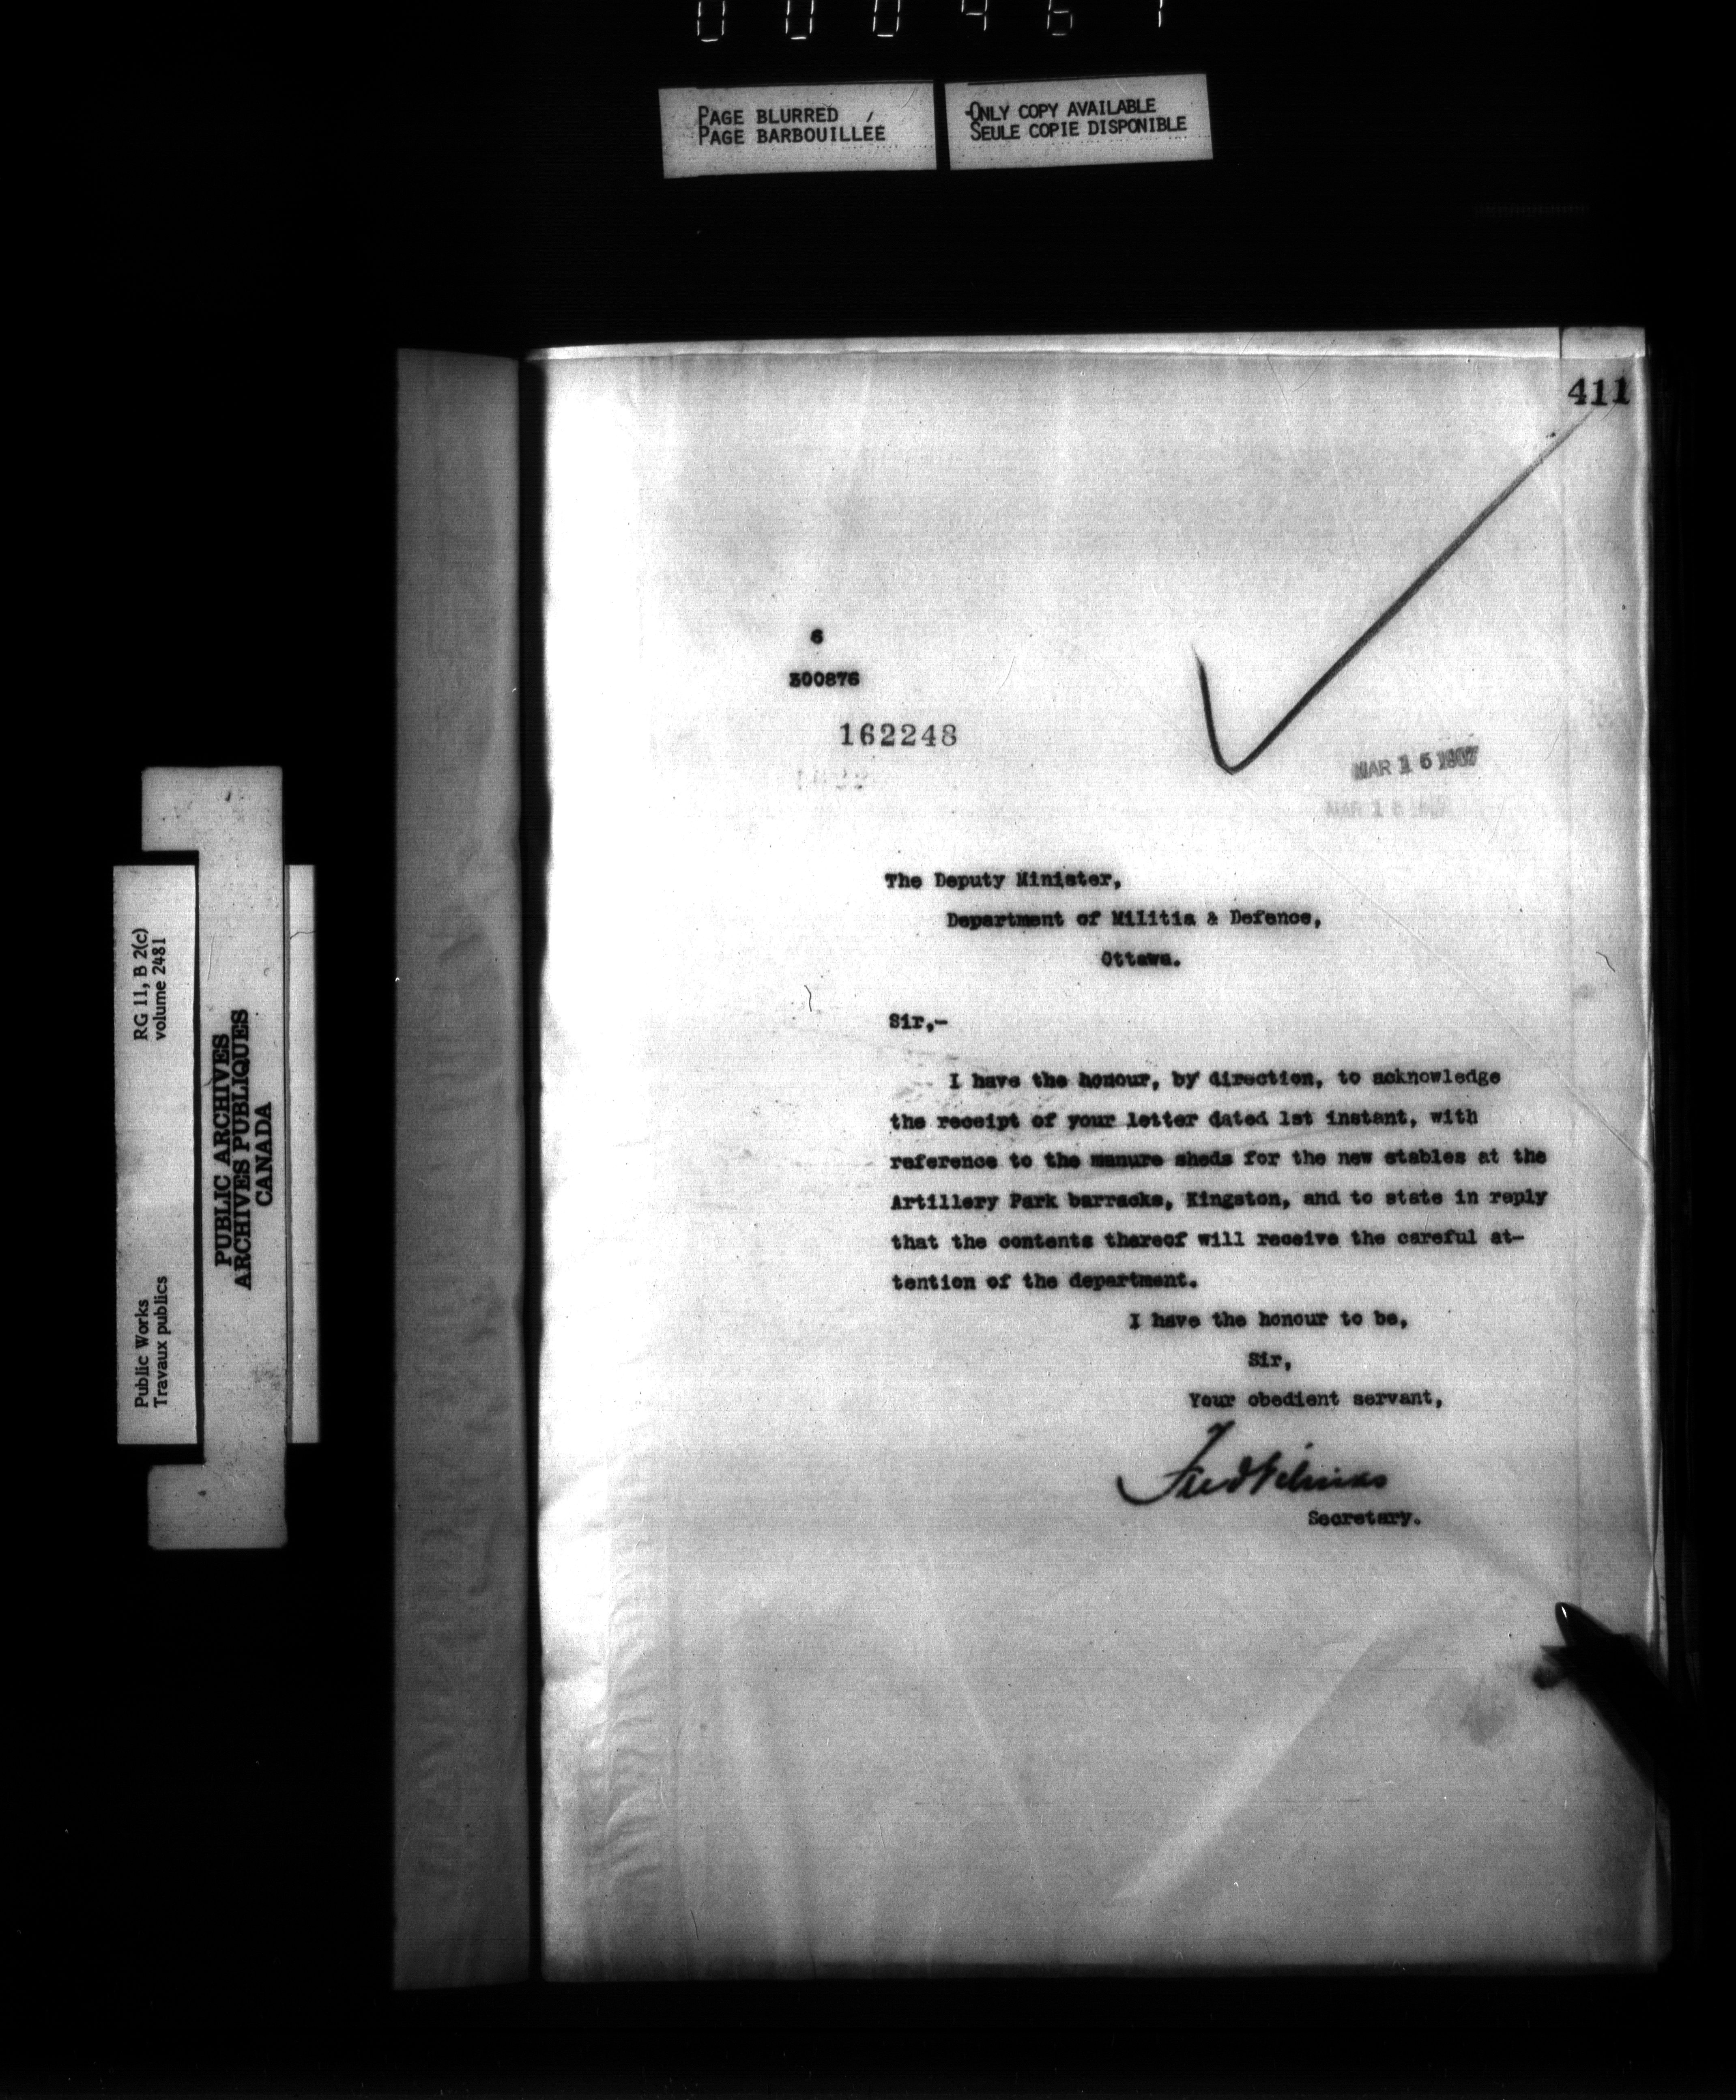 PAGE BLURRED
PAGE BARBOUILLÉE
ONLY COPY AVAILABLE
SEULE COPIE DISPONIBLE
RG 11, B 2(c)
volume 2481
PUBLIC ARCHIVES
ARCHIVES PUBLIQUES
CANADA
Public Works
Travaux publics
411
6
300876
162248
MAR 15 1907
The Deputy Minister,
Department of Militia & Defence,
Ottawa.
Sir,-
I have the honour, by direction, to acknowledge
the receipt of your letter dated 1st instant, with
reference to the manure sheds for the new stables at the
Artillery Park barracks, Kingston, and to state in reply
that the contents thereof will receive the careful at-
tention of the department.
I have the honour to be,
Sir,
Your obedient servant,
Fred Gélinas
Secretary.